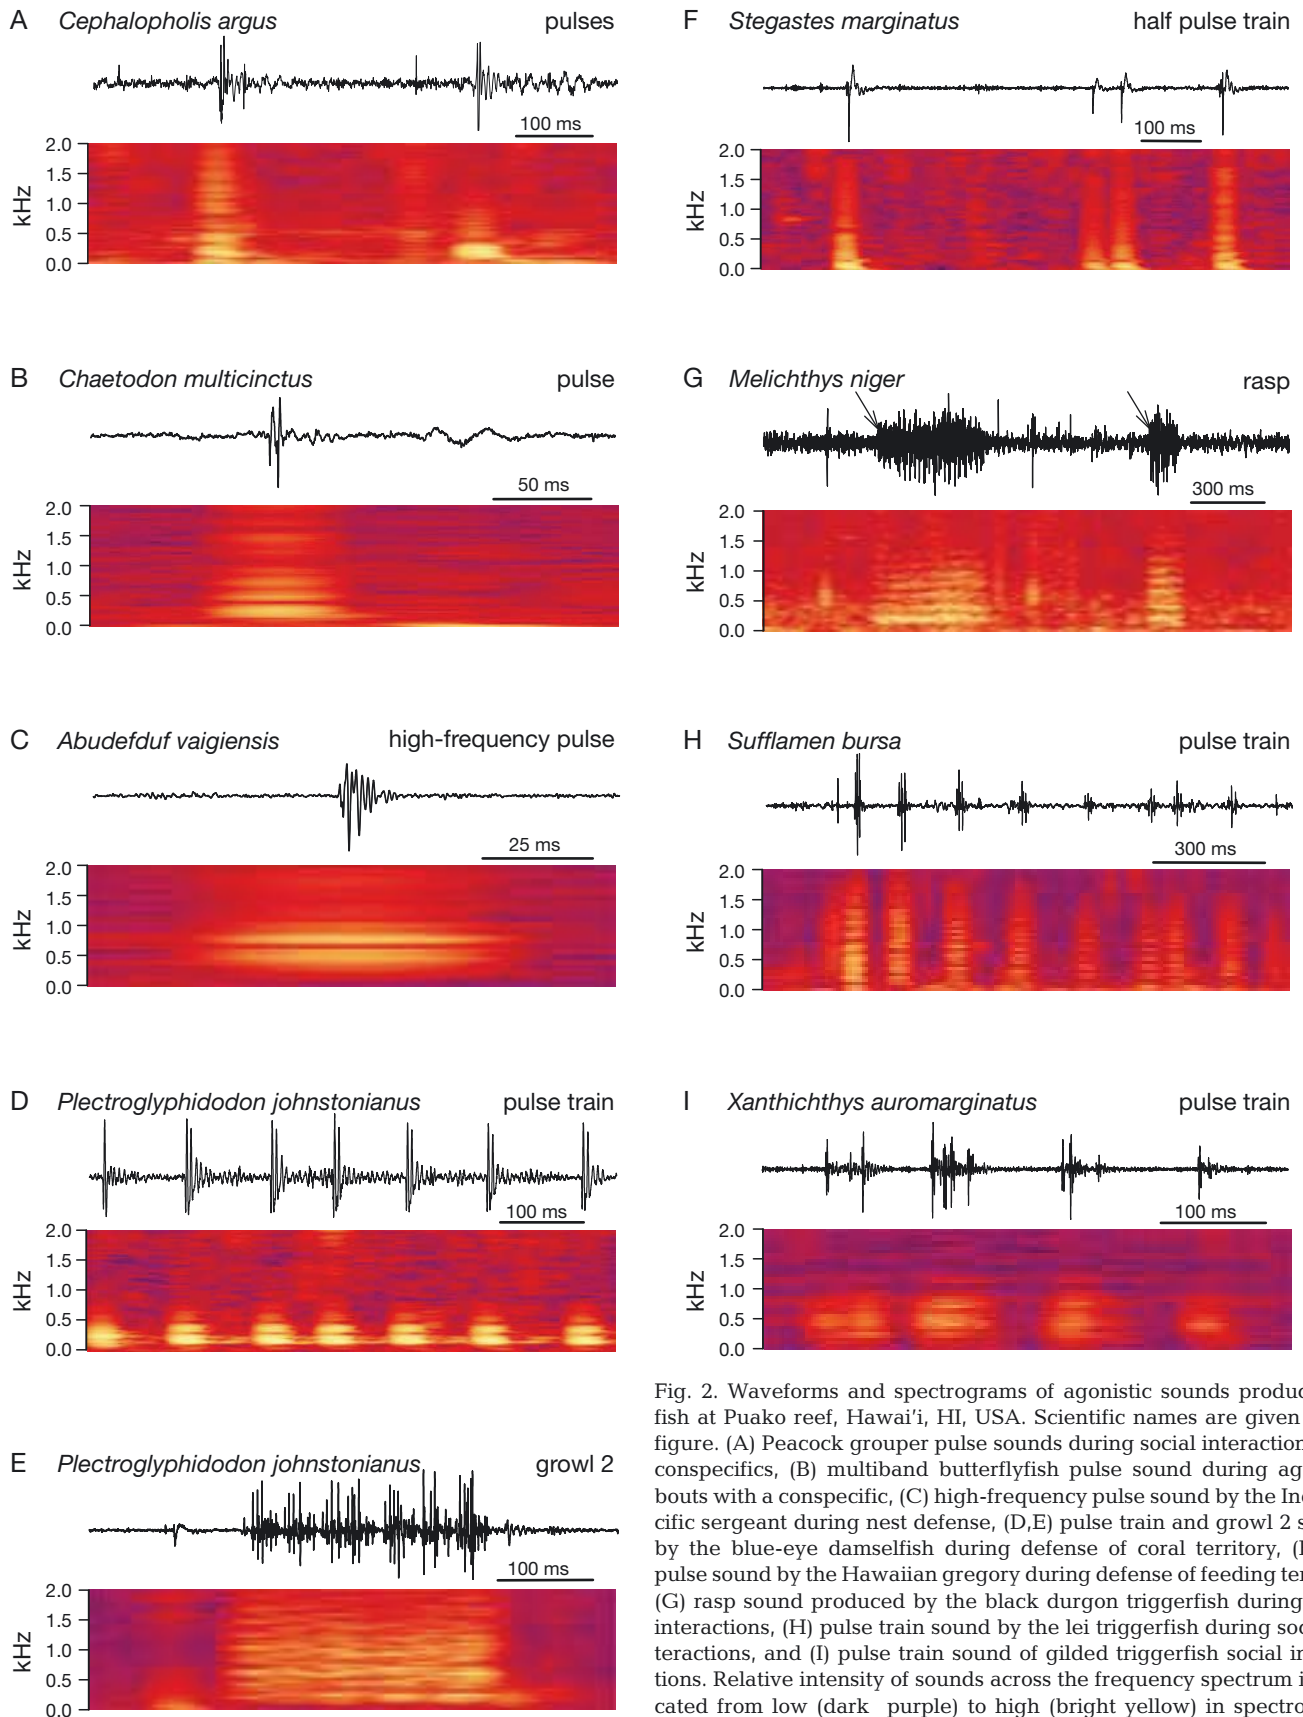 A Cephalopholis argus pulses
100 ms
2.0
1.5
1.0
0.5
0.0
kHz
B Chaetodon multicinctus pulse
50 ms
2.0
1.5
1.0
0.5
0.0
kHz
C Abudefduf vaigiensis high-frequency pulse
25 ms
2.0
1.5
1.0
0.5
0.0
kHz
D Plectroglyphidodon johnstonianus pulse train
100 ms
2.0
1.5
1.0
0.5
0.0
kHz
E Plectroglyphidodon johnstonianus growl 2
100 ms
2.0
1.5
1.0
0.5
0.0
kHz
F Stegastes marginatus half pulse train
100 ms
2.0
1.5
1.0
0.5
0.0
kHz
G Melichthys niger rasp
300 ms
2.0
1.5
1.0
0.5
0.0
kHz
H Sufflamen bursa pulse train
300 ms
2.0
1.5
1.0
0.5
0.0
kHz
I Xanthichthys auromarginatus pulse train
100 ms
2.0
1.5
1.0
0.5
0.0
kHz
Fig. 2. Waveforms and spectrograms of agonistic sounds produc
fish at Puako reef, Hawai'i, HI, USA. Scientific names are given
figure. (A) Peacock grouper pulse sounds during social interaction
conspecifics, (B) multiband butterflyfish pulse sound during ag
bouts with a conspecific, (C) high-frequency pulse sound by the In
cific sergeant during nest defense, (D,E) pulse train and growl 2 s
by the blue-eye damselfish during defense of coral territory, (
pulse sound by the Hawaiian gregory during defense of feeding ter
(G) rasp sound produced by the black durgon triggerfish during
interactions, (H) pulse train sound by the lei triggerfish during soc
teractions, and (I) pulse train sound of gilded triggerfish social in
tions. Relative intensity of sounds across the frequency spectrum i
cated from low (dark purple) to high (bright yellow) in spectro